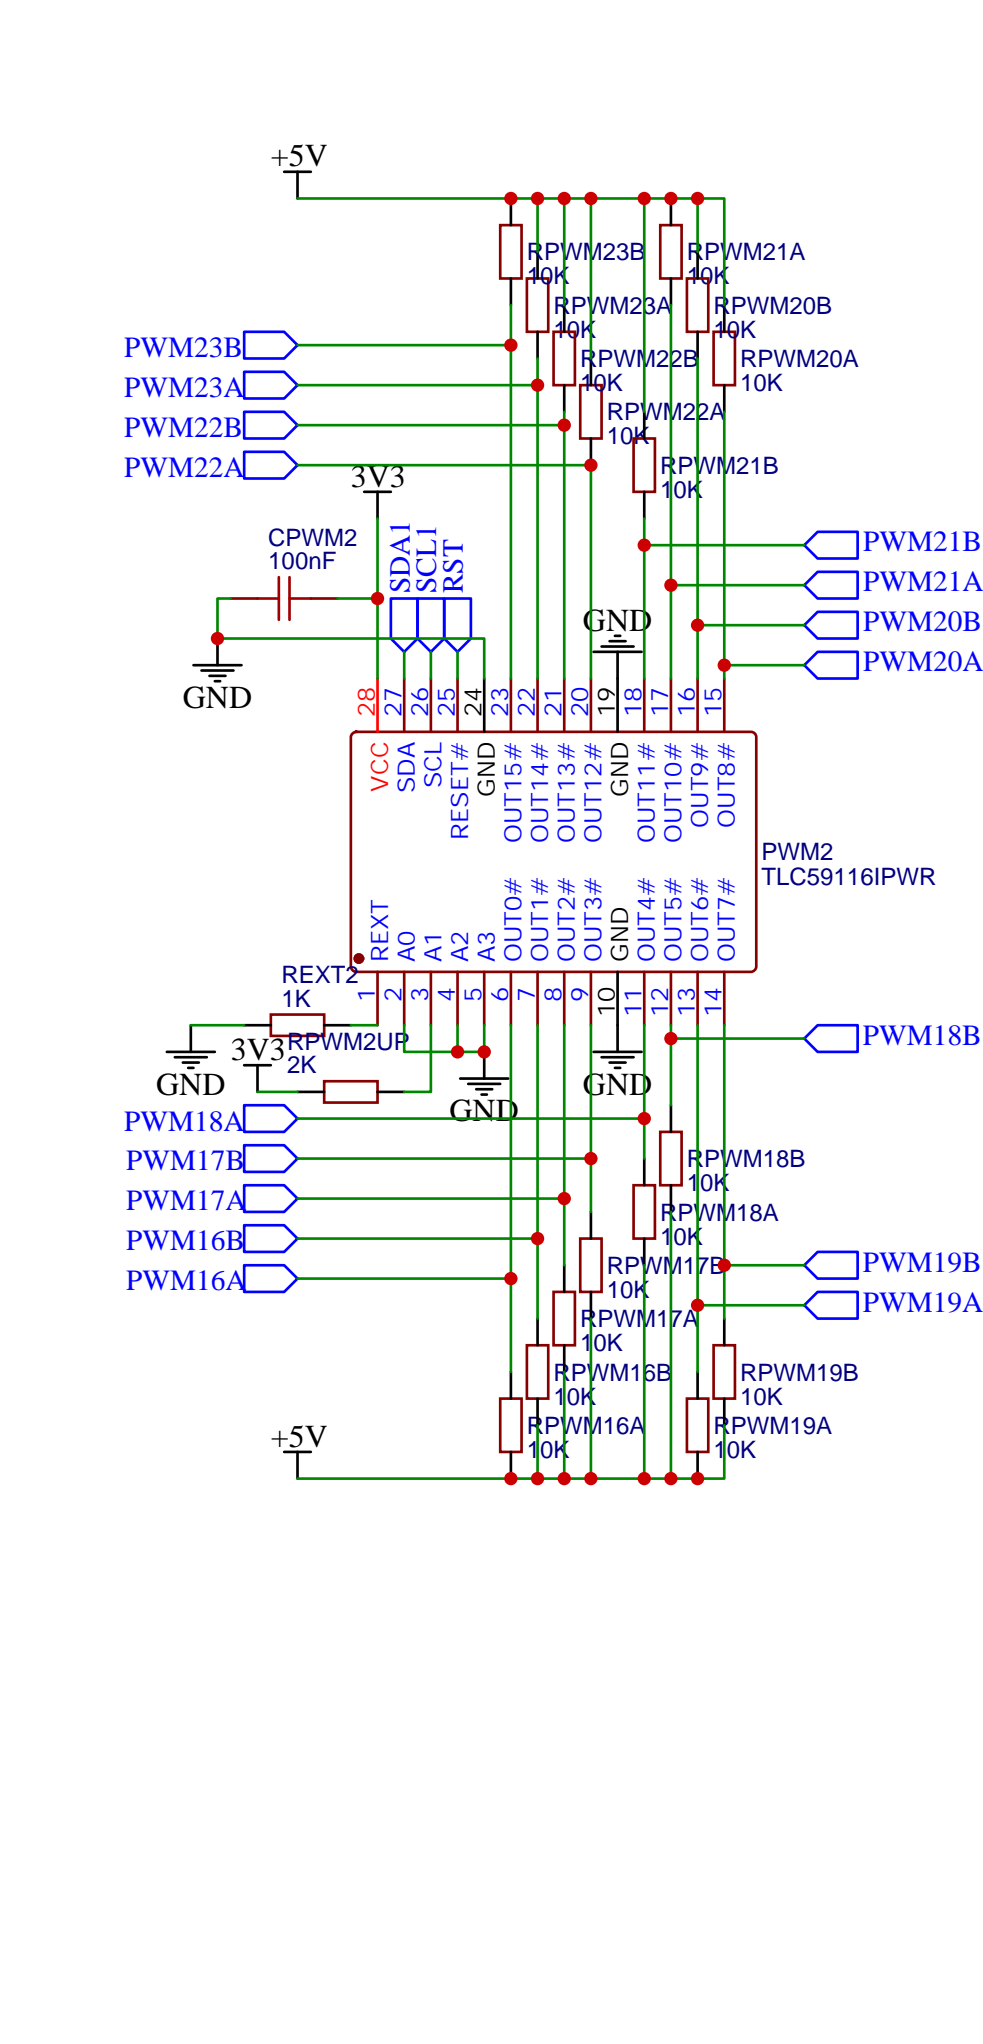 +5V
RPWM23B
10K
RPWM21A
10K
RPWM23A
10K
RPWM20B
10K
PWM23B
RPWM22B
10K
RPWM20A
10K
PWM23A
RPWM22A
10K
PWM22B
PWM22A
RPWM21B
10K
3V3
CPWM2
100nF
SDA1
SCL1
RST
PWM21B
PWM21A
GND
PWM20B
PWM20A
GND
28
27
26
25
24
23
22
21
20
19
18
17
16
15
VCC
SDA
SCL
RESET#
GND
OUT15#
OUT14#
OUT13#
OUT12#
GND
OUT11#
OUT10#
OUT9#
OUT8#
PWM2
TLC59116IPWR
REXT
A0
A1
A2
A3
OUT0#
OUT1#
OUT2#
OUT3#
GND
OUT4#
OUT5#
OUT6#
OUT7#
1
2
3
4
5
6
7
8
9
10
11
12
13
14
REXT2
1K
GND
3V3
RPWM2UP
2K
GND
GND
PWM18B
PWM18A
PWM17B
RPWM18B
10K
PWM17A
RPWM18A
10K
PWM16B
PWM16A
RPWM17B
10K
PWM19B
PWM19A
RPWM17A
10K
RPWM16B
10K
RPWM19B
10K
RPWM16A
10K
RPWM19A
10K
+5V